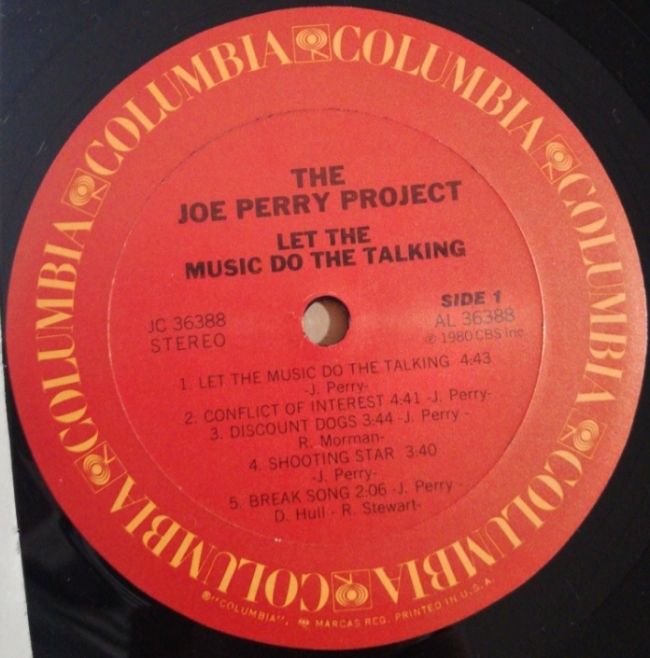 COLUMBIA COLUMBIA COLUMBIA COLUMBIA COLUMBIA COLUMBIA COLUMBIA COLUMBIA
THE
JOE PERRY PROJECT
LET THE
MUSIC DO THE TALKING
SIDE 1
JC 36388
STEREO
AL 36388
℗ 1980 CBS Inc.
1. LET THE MUSIC DO THE TALKING 4:43
-J. Perry-
2. CONFLICT OF INTEREST 4:41 -J. Perry-
3. DISCOUNT DOGS 3:44 -J. Perry -
R. Morman-
4. SHOOTING STAR 3:40
-J. Perry-
5. BREAK SONG 2:06 -J. Perry -
D. Hull - R. Stewart-
®"COLUMBIA", MARCAS REG. PRINTED IN U.S.A.